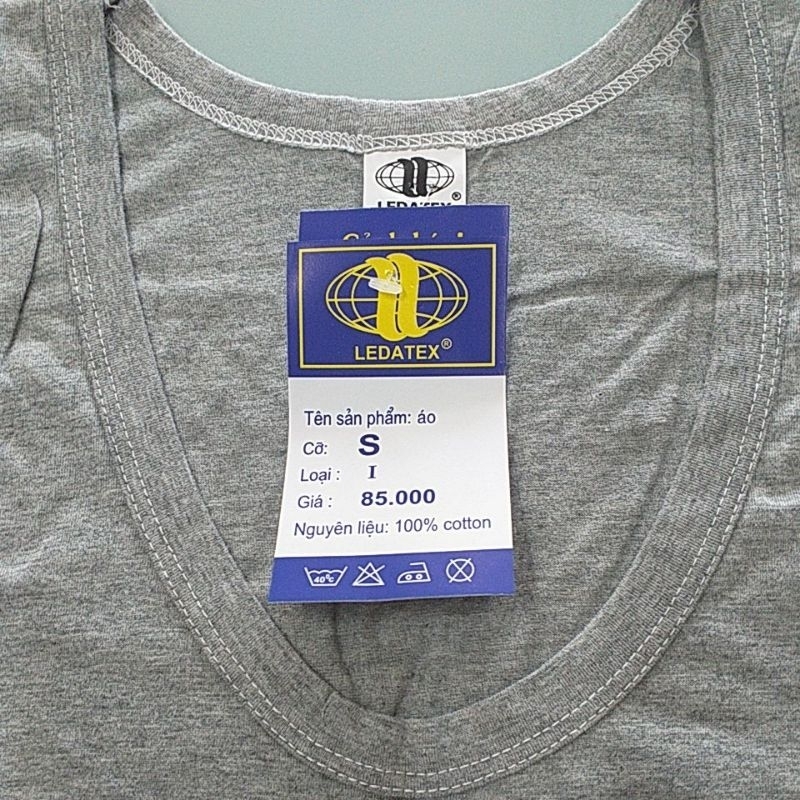 LEDATEX ®
LEDATEX®
Tên sản phẩm: áo
Cỡ: S
Loại : I
Giá : 85.000
Nguyên liệu: 100% cotton
40°c